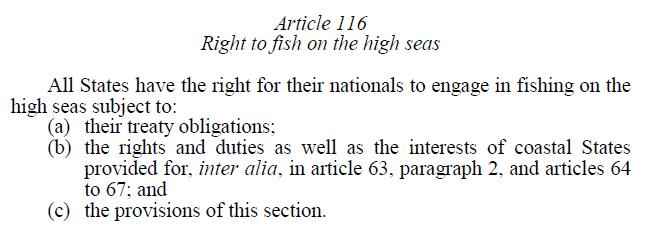 Article 116
Right to fish on the high seas
All States have the right for their nationals to engage in fishing on the
high seas subject to:
(a) their treaty obligations;
(b) the rights and duties as well as the interests of coastal States
provided for, inter alia, in article 63, paragraph 2, and articles 64
to 67; and
(c) the provisions of this section.